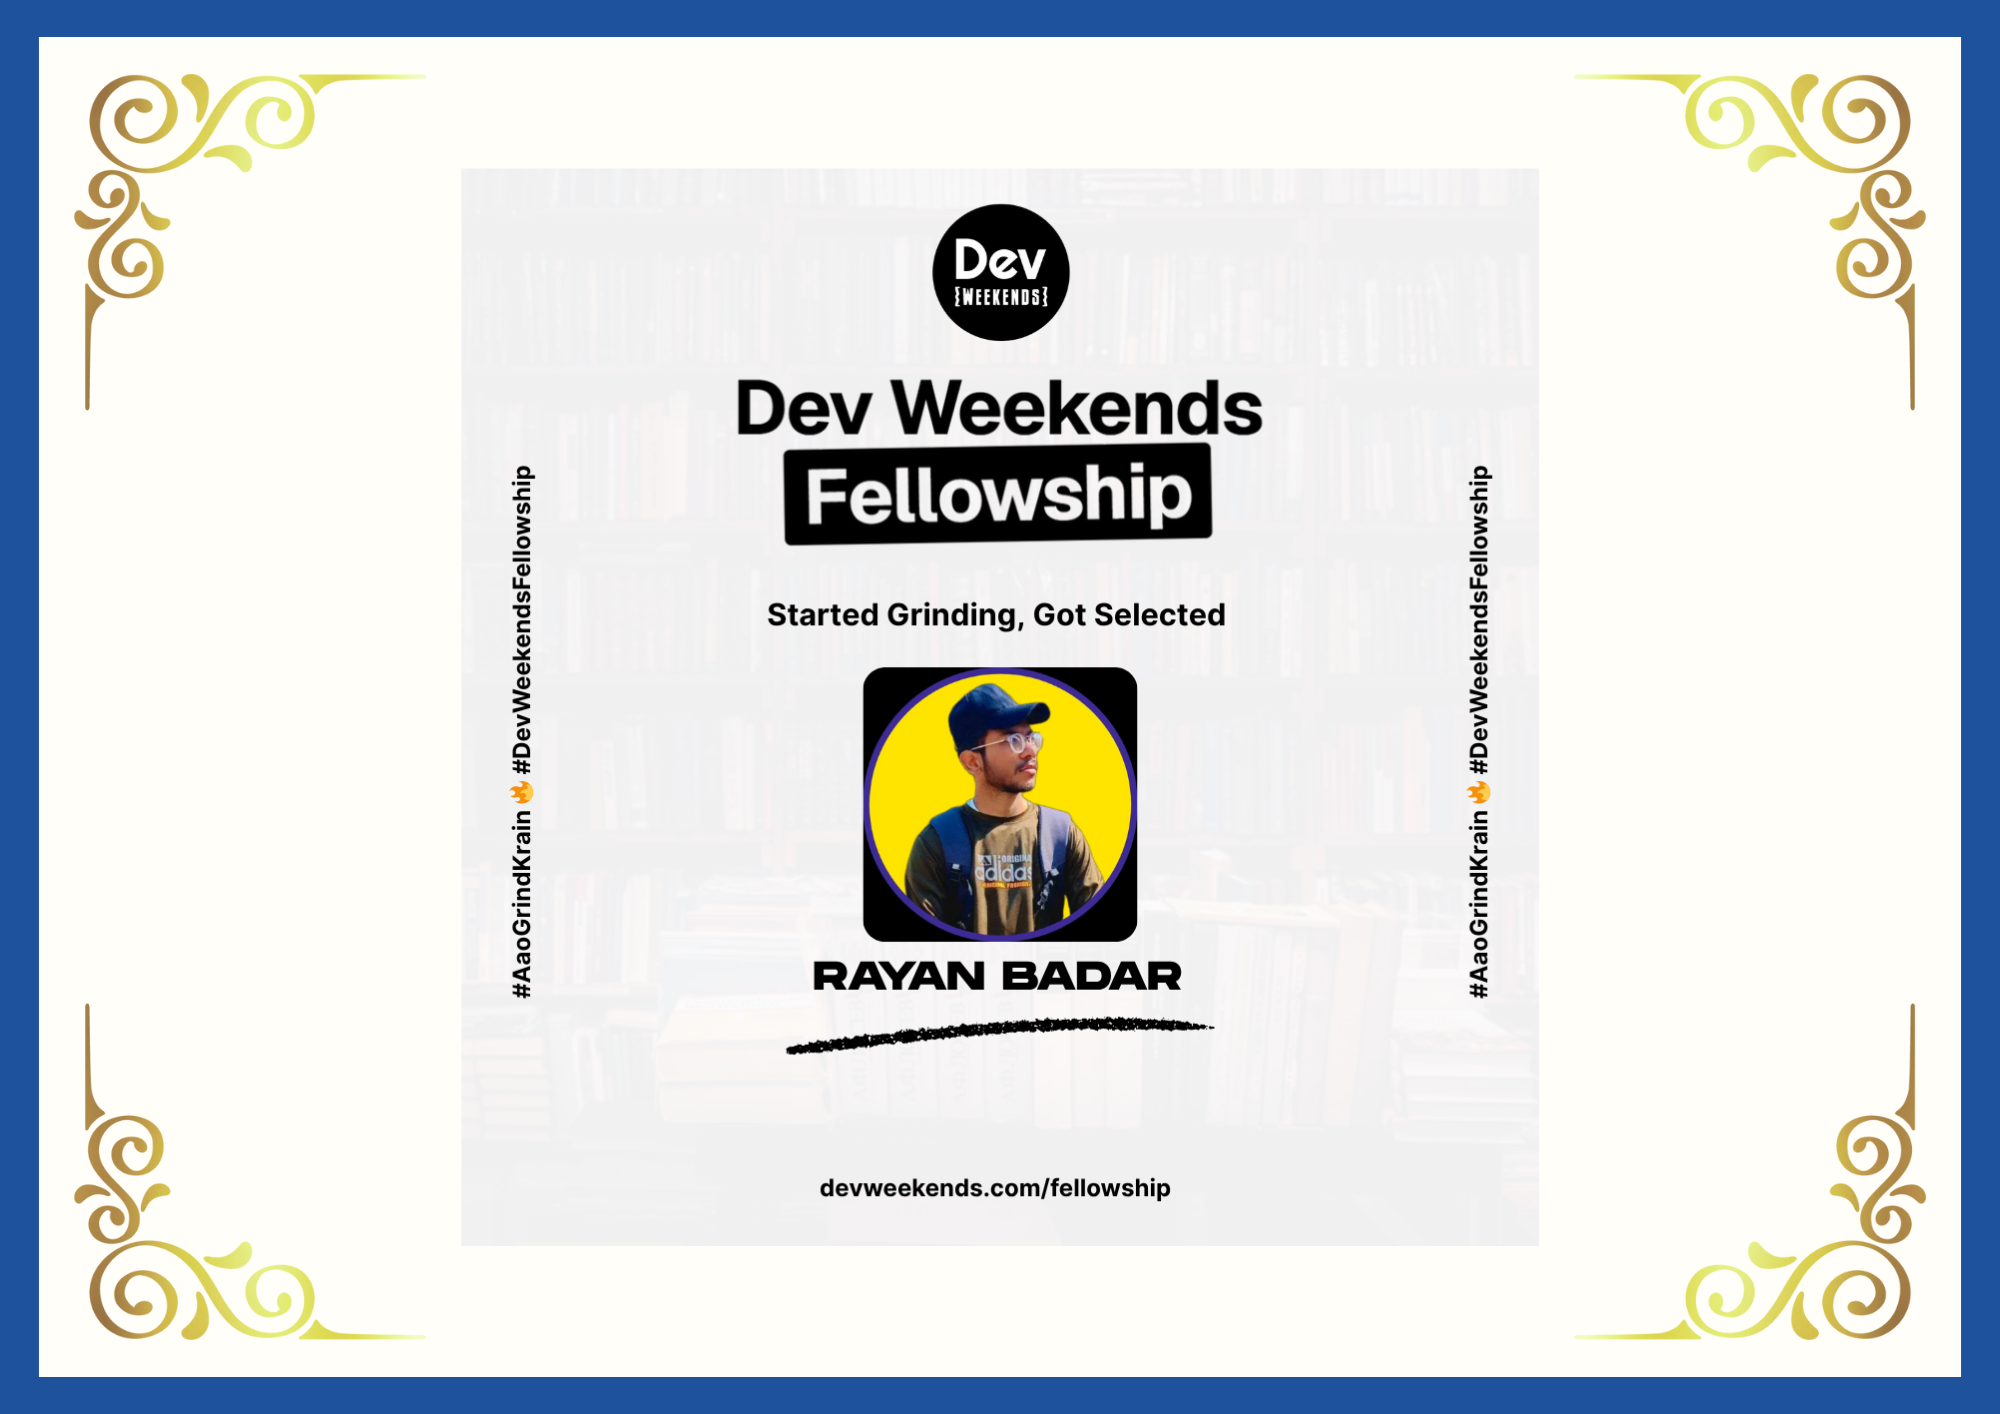 Dev
{WEEKENDS}
Dev Weekends
Fellowship
Started Grinding, Got Selected
#AaoGrindKrain 🔥 #DevWeekendsFellowship
#AaoGrindKrain 🔥 #DevWeekendsFellowship
ORIGINA
adidas
RAYAN BADAR
devweekends.com/fellowship